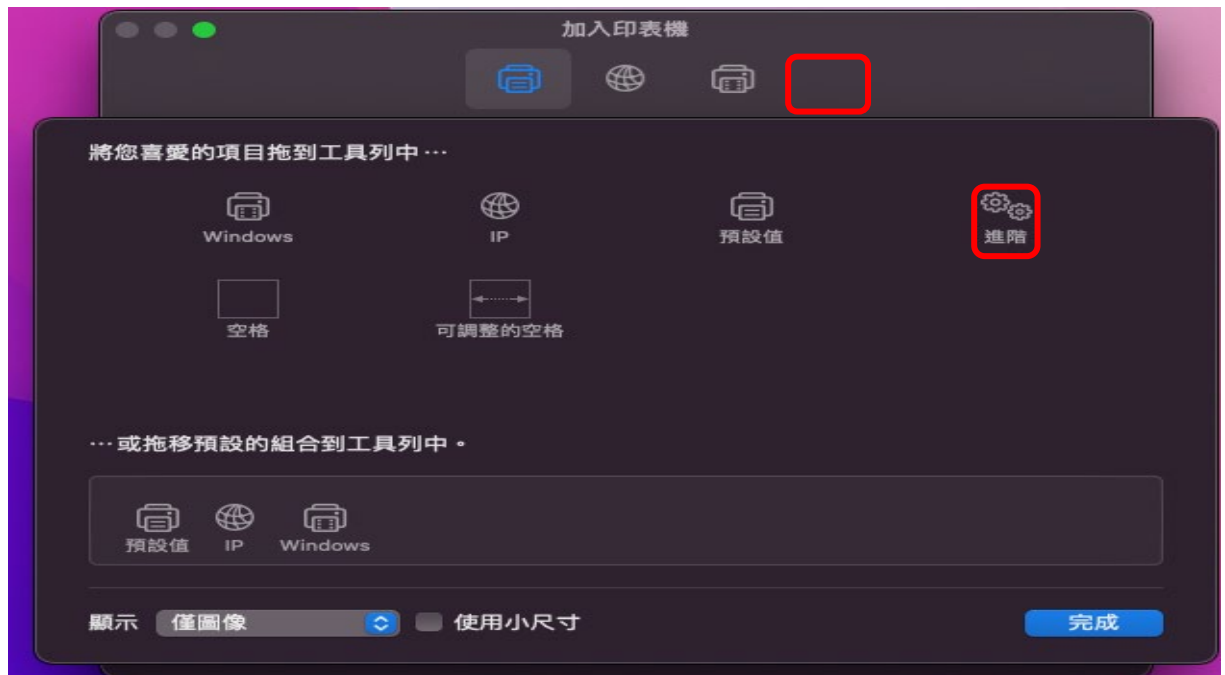 加入印表機
將您喜愛的項目拖到工具列中⋯
Windows
IP
預設值
進階
空格
可調整的空格
⋯或拖移預設的組合到工具列中。
預設值 IP Windows
顯示 僅圖像 使用小尺寸 完成